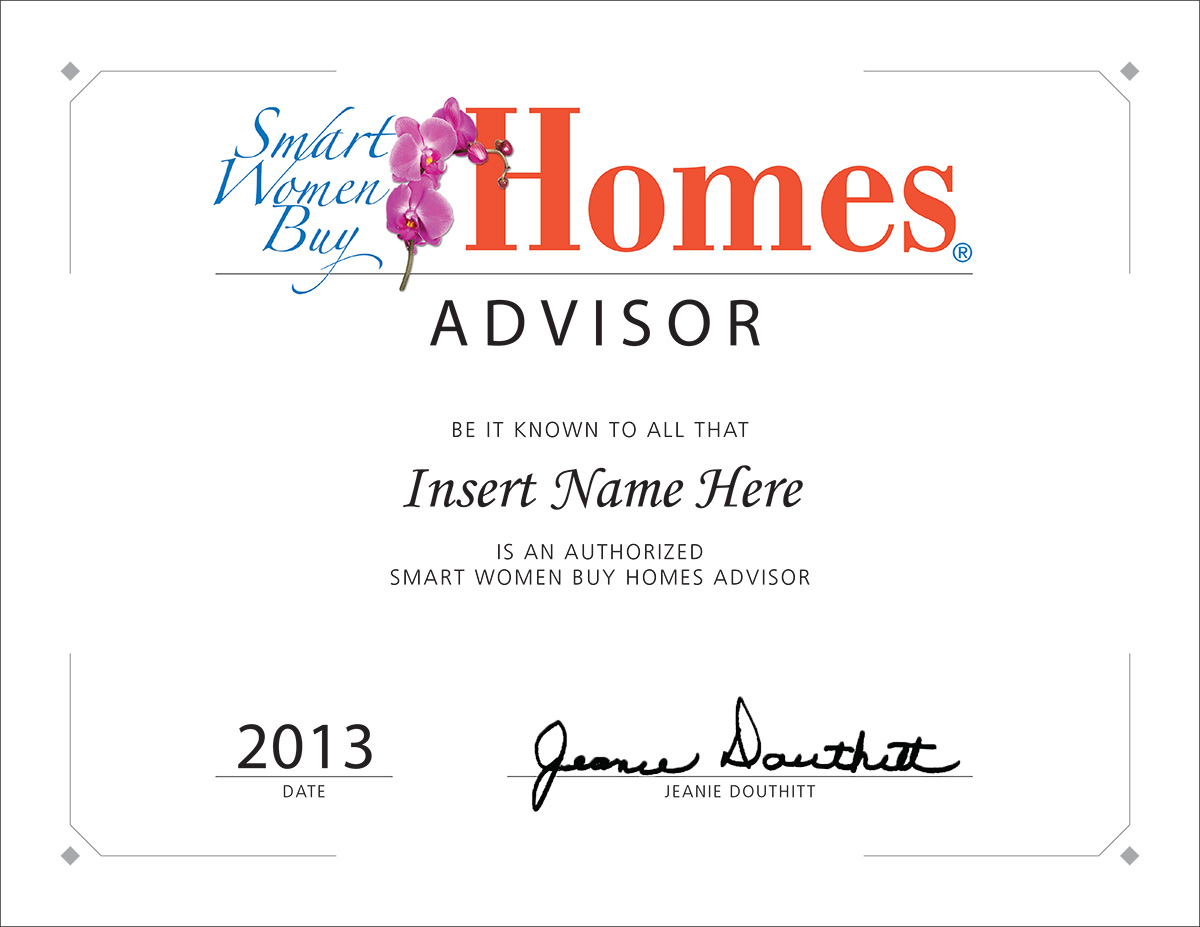 Smart
Women
Buy
Homes®
ADVISOR
BE IT KNOWN TO ALL THAT
Insert Name Here
IS AN AUTHORIZED
SMART WOMEN BUY HOMES ADVISOR
2013
DATE
Jeanie Douthitt
JEANIE DOUTHITT